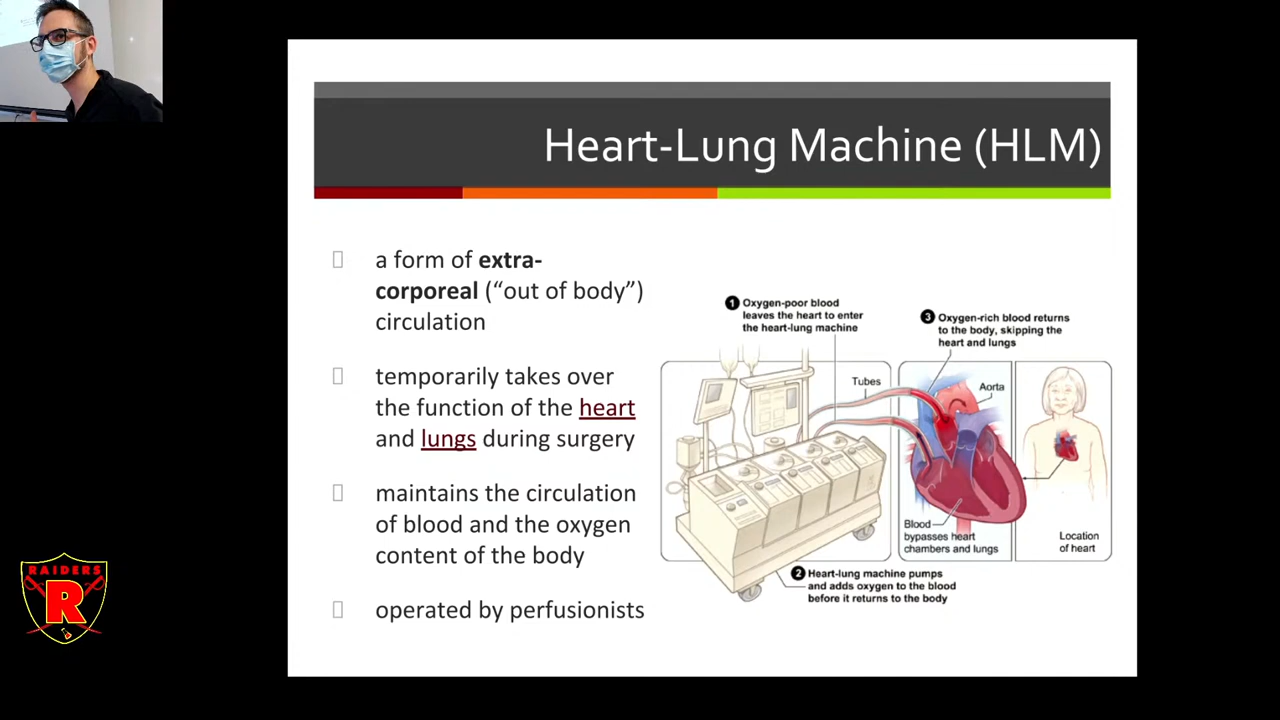 Heart-Lung Machine (HLM)
a form of extra-
corporeal (“out of body”)
circulation
temporarily takes over
the function of the heart
and lungs during surgery
maintains the circulation
of blood and the oxygen
content of the body
operated by perfusionists
1 Oxygen-poor blood
leaves the heart to enter
the heart-lung machine
3 Oxygen-rich blood returns
to the body, skipping the
heart and lungs
Tubes
Aorta
Blood
bypasses heart
chambers and lungs
Location
of heart
2 Heart-lung machine pumps
and adds oxygen to the blood
before it returns to the body
RAIDERS
R